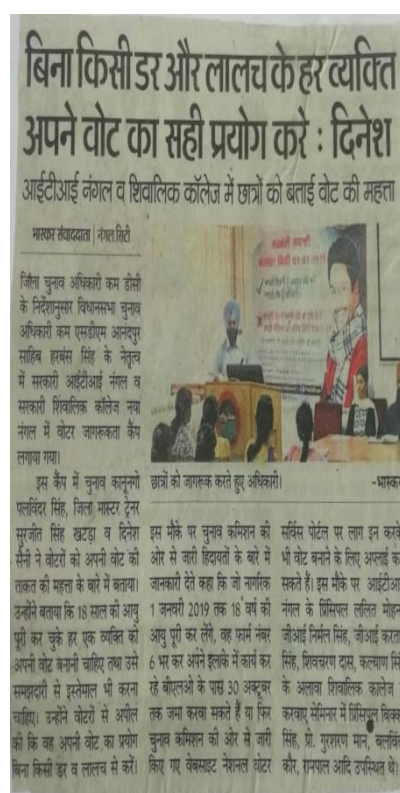 बिना किसी डर और लालच के हर व्यक्ति
अपने वोट का सही प्रयोग करे : दिनेश
आईटीआई नंगल व शिवालिक कॉलेज में छात्रों को बताई वोट की महता
भास्कर संवाददाता | नंगल सिटी
जिला चुनाव अधिकारी कम डीसी
के निर्देशानुसार विधानसभा चुनाव
अधिकारी कम एसडीएम आनंदपुर
साहिब हरबंस सिंह के नेतृत्व
में सरकारी आईटीआई नंगल व
सरकारी शिवालिक कॉलेज नया
नंगल में वोटर जागरूकता कैंप
लगाया गया।
इस कैंप में चुनाव कानूनगो
पलविंदर सिंह, जिला मास्टर ट्रेनर
सुरजीत सिंह खटड़ा व दिनेश
सैनी ने वोटरों को अपनी वोट की
ताकत की महत्ता के बारे में बताया।
उन्होंने बताया कि 18 साल की आयु
पूरी कर चुके हर एक व्यक्ति को
अपनी वोट बनानी चाहिए तथा उसे
समझदारी से इस्तेमाल भी करना
चाहिए। उन्होंने वोटरों से अपील
की कि वह अपनी वोट का प्रयोग
बिना किसी डर व लालच से करें।
छात्रों को जागरूक करते हुए अधिकारी। -भास्कर
इस मौके पर चुनाव कमिशन की
ओर से जारी हिदायतों के बारे में
जानकारी देते कहा कि जो नागरिक
1 जनवरी 2019 तक 18 वर्ष की
आयु पूरी कर लेंगे, वह फार्म नंबर
6 भर कर अपने इलाके में कार्य कर
रहे बीएलओ के पास 30 अक्टूबर
तक जमा करवा सकते हैं या फिर
चुनाव कमिशन की ओर से जारी
किए गए वेबसाइट नेशनल वोटर
सर्विस पोर्टल पर लाग इन करके
भी वोट बनाने के लिए अप्लाई कर
सकते हैं। इस मौके पर आईटीआई
नंगल के प्रिंसिपल ललित मोहन,
जीआई निर्मल सिंह, जीआई करतार
सिंह, शिवचरण दास, कल्याण सिंह
के अलावा शिवालिक कालेज में
करवाए सेमिनार में प्रिंसिपल बिक्कर
सिंह, प्रो. गुरशरण मान, बलविंदर
कौर, रामपाल आदि उपस्थित थे।